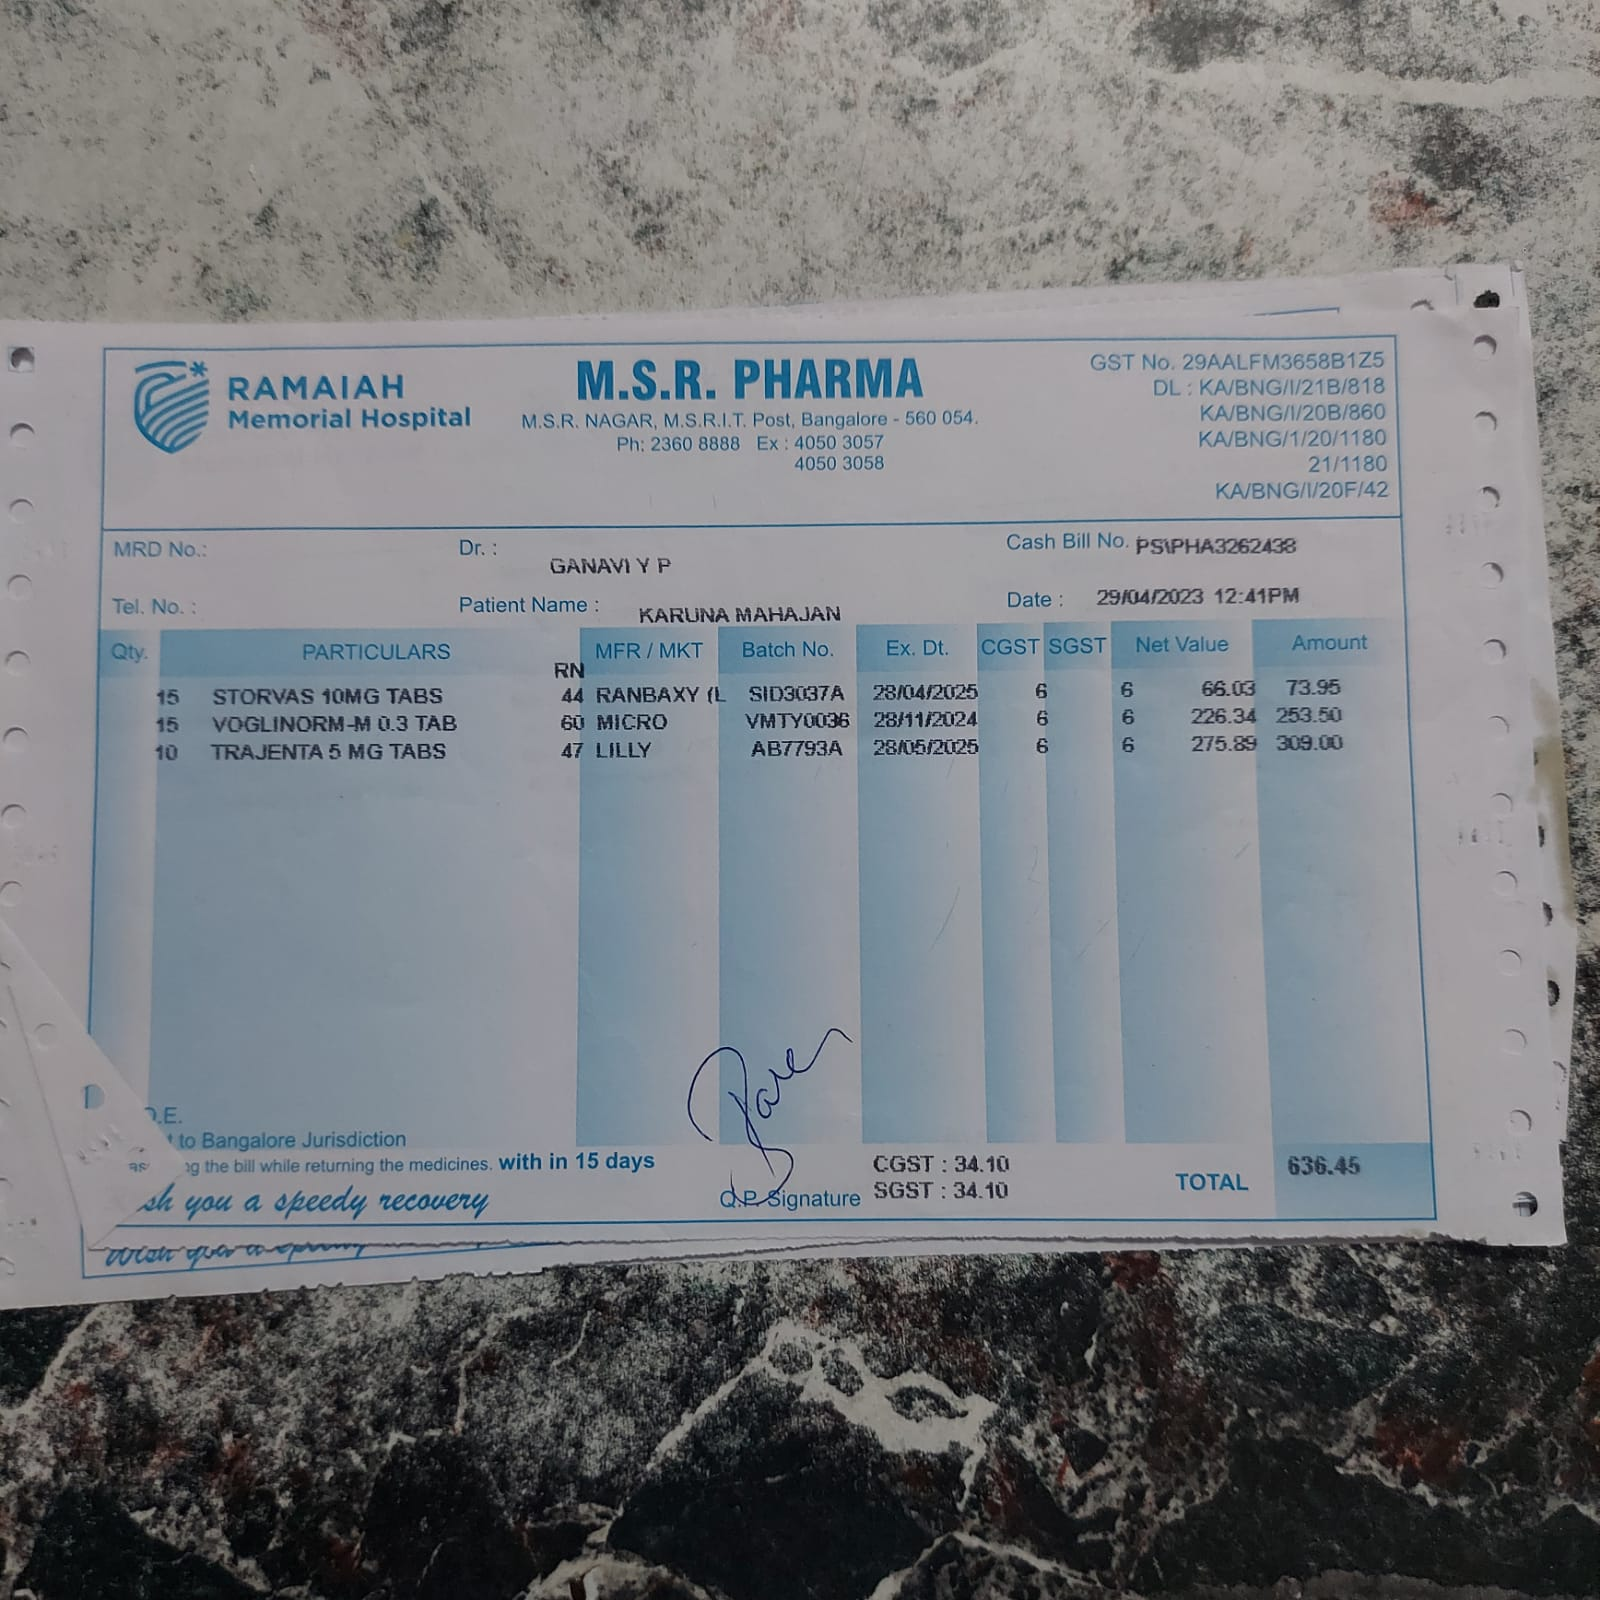 RAMAIAH
Memorial Hospital
M.S.R. PHARMA
M.S.R. NAGAR, M.S.R.I.T. Post, Bangalore - 560 054.
Ph: 2360 8888 Ex : 4050 3057
4050 3058
GST No. 29AALFM3658B1Z5
DL : KA/BNG/I/21B/818
KA/BNG/I/20B/860
KA/BNG/1/20/1180
21/1180
KA/BNG/I/20F/42
MRD No.: Dr. : GANAVI Y P Cash Bill No. PS\PHA3262438
Tel. No. : Patient Name : KARUNA MAHAJAN Date : 29/04/2023 12:41PM
Qty. PARTICULARS RN MFR / MKT Batch No. Ex. Dt. CGST SGST Net Value Amount
15 STORVAS 10MG TABS 44 RANBAXY (L SID3037A 28/04/2025 6 6 66.03 73.95
15 VOGLINORM-M 0.3 TAB 60 MICRO VMTY0036 28/11/2024 6 6 226.34 253.50
10 TRAJENTA 5 MG TABS 47 LILLY AB7793A 28/05/2025 6 6 275.89 309.00
.E.
to Bangalore Jurisdiction
the bill while returning the medicines. with in 15 days
you a speedy recovery
Q.P. Signature
CGST : 34.10
SGST : 34.10
TOTAL 636.45